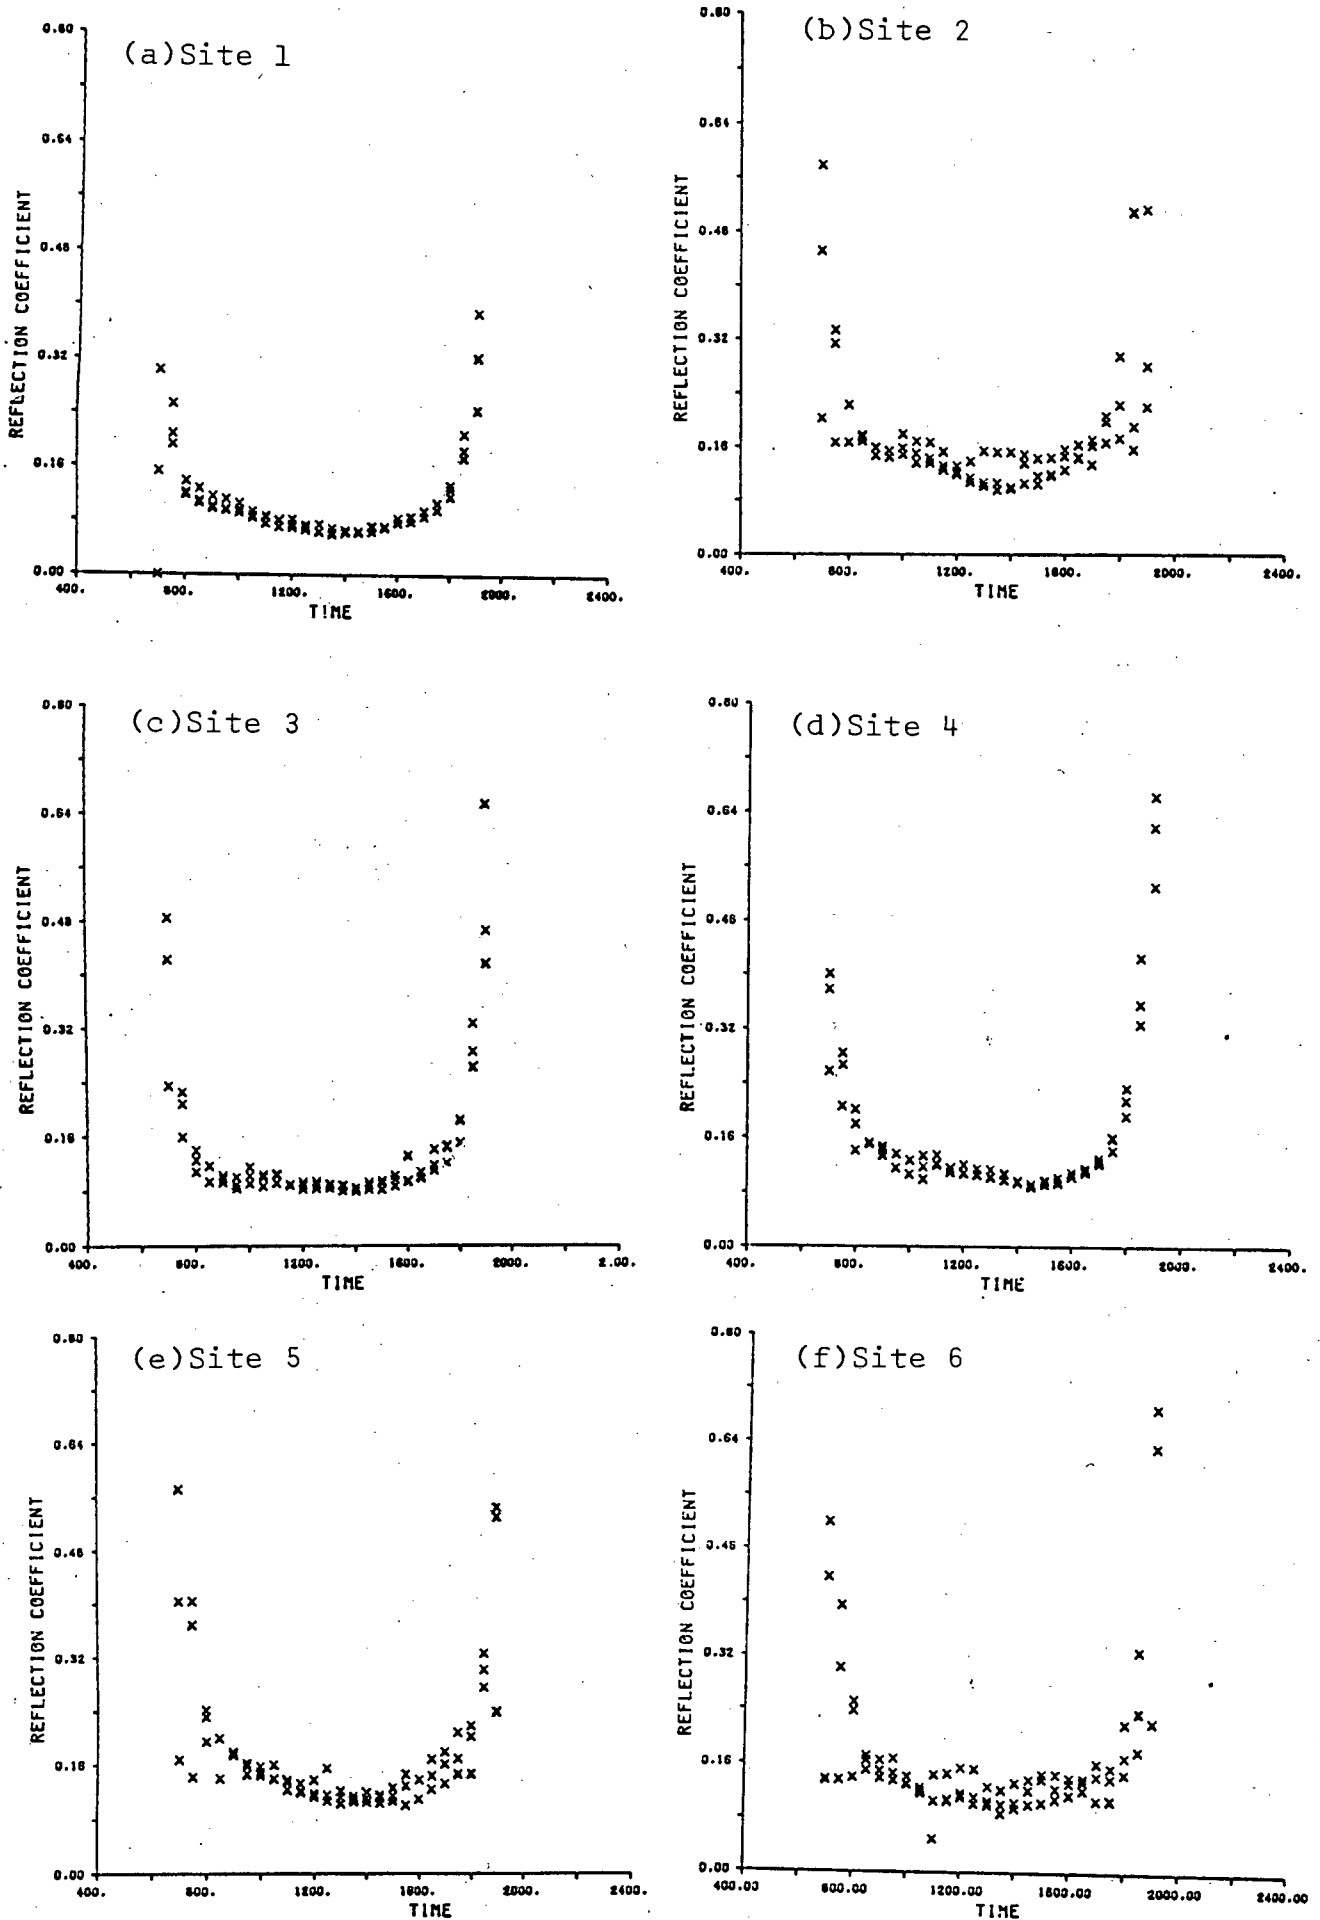 (a)Site 1
0.80
0.64
0.48
0.32
0.16
0.00
REFLECTION COEFFICIENT
400. 800. 1200. 1600. 2000. 2400.
TIME
(b)Site 2
0.80
0.64
0.48
0.32
0.16
0.00
REFLECTION COEFFICIENT
400. 800. 1200. 1600. 2000. 2400.
TIME
(c)Site 3
0.80
0.64
0.48
0.32
0.16
0.00
REFLECTION COEFFICIENT
400. 800. 1200. 1600. 2000. 2.00.
TIME
(d)Site 4
0.80
0.64
0.48
0.32
0.16
0.00
REFLECTION COEFFICIENT
400. 800. 1200. 1600. 2000. 2400.
TIME
(e)Site 5
0.80
0.64
0.48
0.32
0.16
0.00
REFLECTION COEFFICIENT
400. 800. 1200. 1600. 2000. 2400.
TIME
(f)Site 6
0.80
0.64
0.48
0.32
0.16
0.00
REFLECTION COEFFICIENT
400.00 800.00 1200.00 1600.00 2000.00 2400.00
TIME